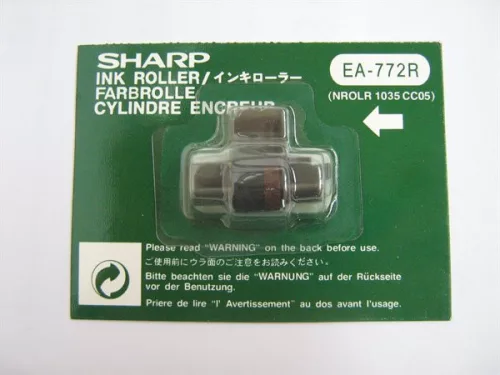 SHARP
INK ROLLER/インキローラー
FARBROLLE
CYLINDRE ENCREUR
EA-772R
(NROLR 1035 CC05)
Please read "WARNING" on the back before use.
ご使用前にウラ面のご注意をお読みください。
Bitte beachten sie die "WARNUNG" auf der Rückseite
vor der Benutzung.
Priere de lire "l' Avertissement" au dos avant l'usage.